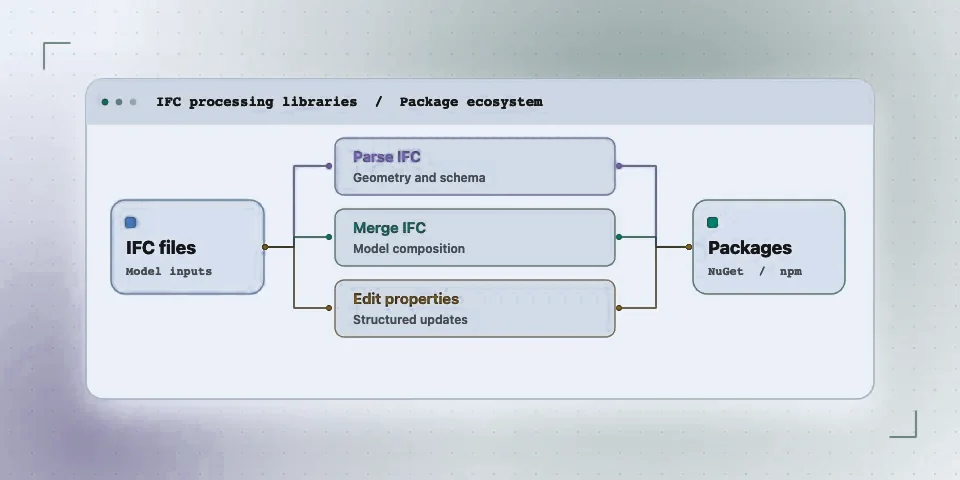 IFC processing libraries / Package ecosystem
Parse IFC
Geometry and schema
IFC files
Model inputs
Merge IFC
Model composition
Edit properties
Structured updates
Packages
NuGet / npm